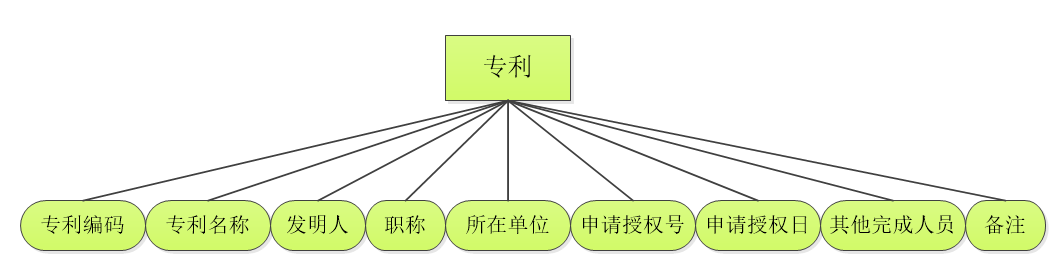 专利
专利编码
专利名称
发明人
职称
所在单位
申请授权号
申请授权日
其他完成人员
备注